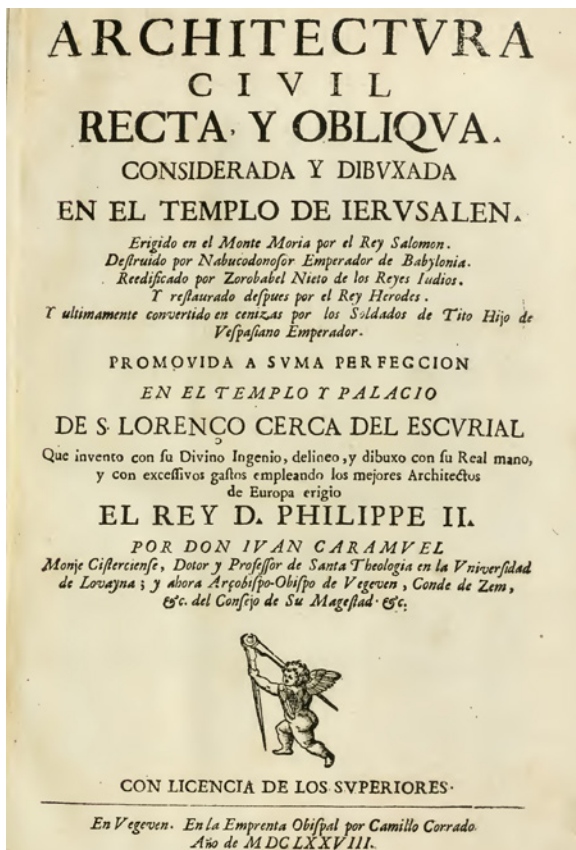 ARCHITECTVRA
CIVIL
RECTA, Y OBLIQVA.
CONSIDERADA Y DIBVXADA
EN EL TEMPLO DE IERVSALEN.
Erigido en el Monte Moria por el Rey Salomon.
Deſtruido por Nabucodonoſor Emperador de Babylonia.
Reedificado por Zorobabel Nieto de los Reyes Iudios.
Y reſtaurado deſpues por el Rey Herodes.
Y ultimamente convertido en cenizas por los Soldados de Tito Hijo de
Veſpaſiano Emperador.
PROMOVIDA A SVMA PERFECCION
EN EL TEMPLO Y PALACIO
DE S. LORENÇO CERCA DEL ESCVRIAL
Que invento con ſu Divino Ingenio, delineo, y dibuxo con ſu Real mano,
y con exceſſivos gaſtos empleando los mejores Architectos
de Europa erigio
EL REY D. PHILIPPE II.
POR DON IVAN CARAMVEL
Monje Ciſtercienſe, Dotor y Profeſſor de Santa Theologia en la Vniverſidad
de Lovayna; y ahora Arçobiſpo-Obiſpo de Vegeven, Conde de Zem,
&c. del Conſejo de Su Mageſtad. &c.
CON LICENCIA DE LOS SVPERIORES.
En Vegeven. En la Emprenta Obiſpal por Camillo Corrado.
Año de MDCLXXVIII.